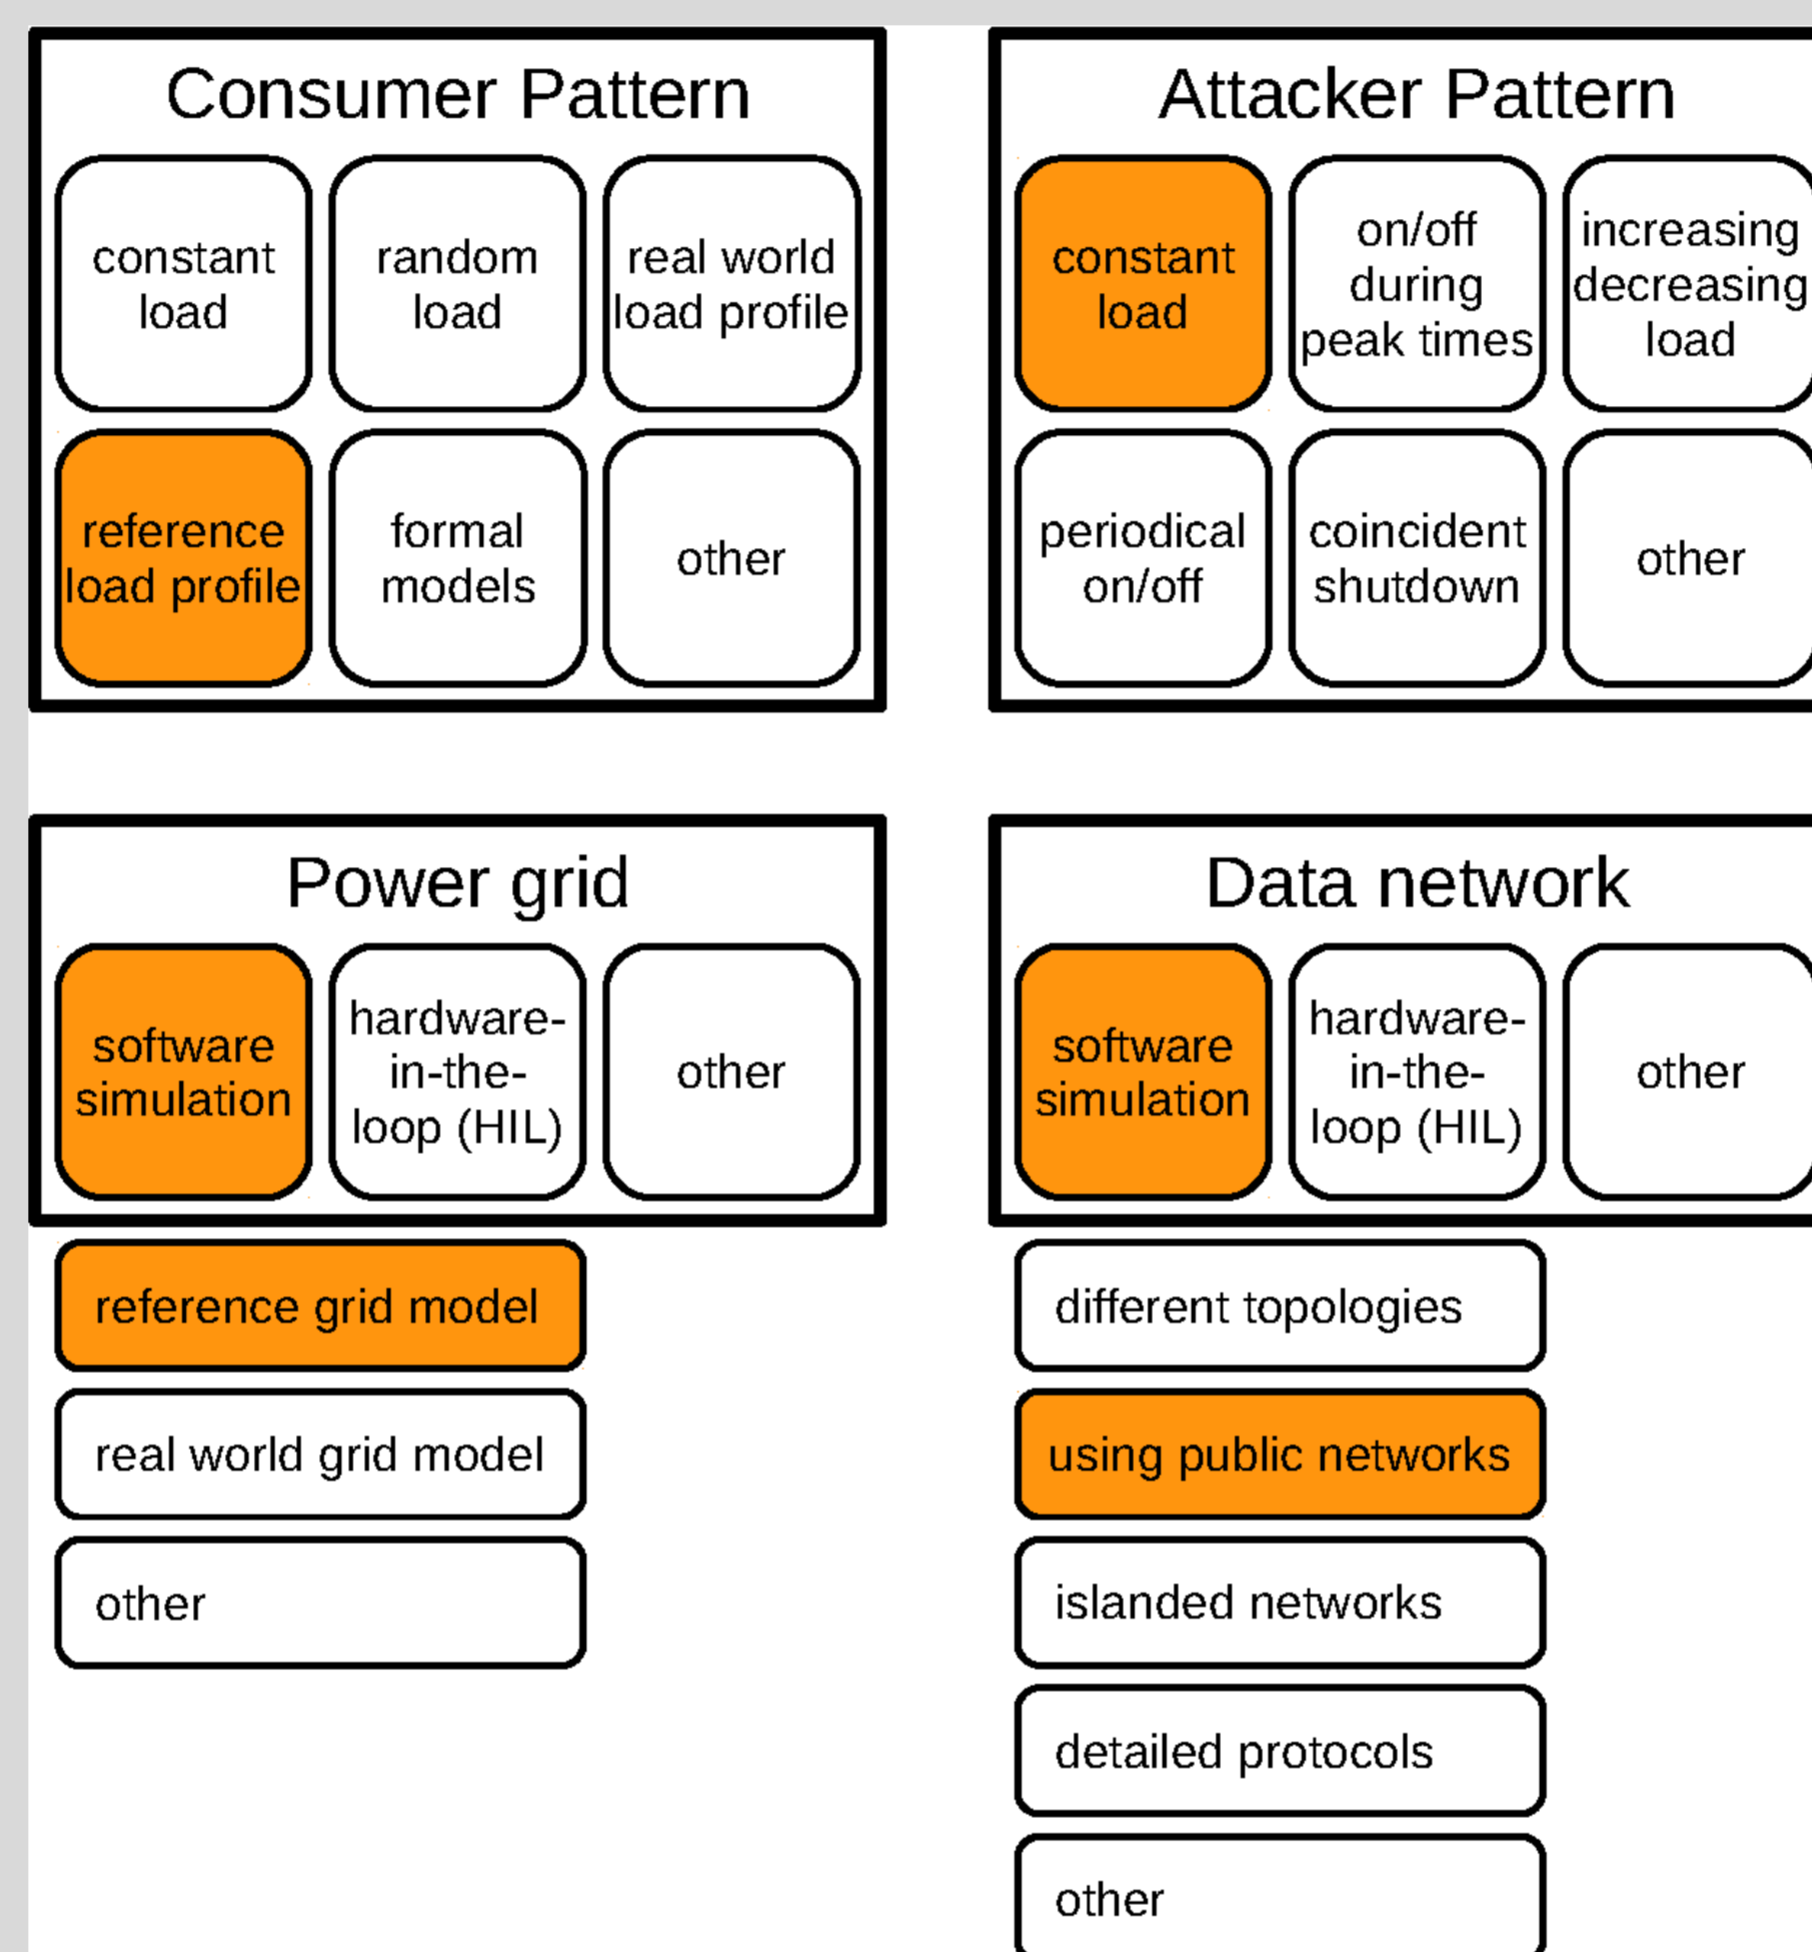 Consumer Pattern
constant
load
random
load
real world
load profile
reference
load profile
formal
models
other
Attacker Pattern
constant
load
on/off
during
peak times
increasing
decreasing
load
periodical
on/off
coincident
shutdown
other
Power grid
software
simulation
hardware-
in-the-
loop (HIL)
other
reference grid model
real world grid model
other
Data network
software
simulation
hardware-
in-the-
loop (HIL)
other
different topologies
using public networks
islanded networks
detailed protocols
other